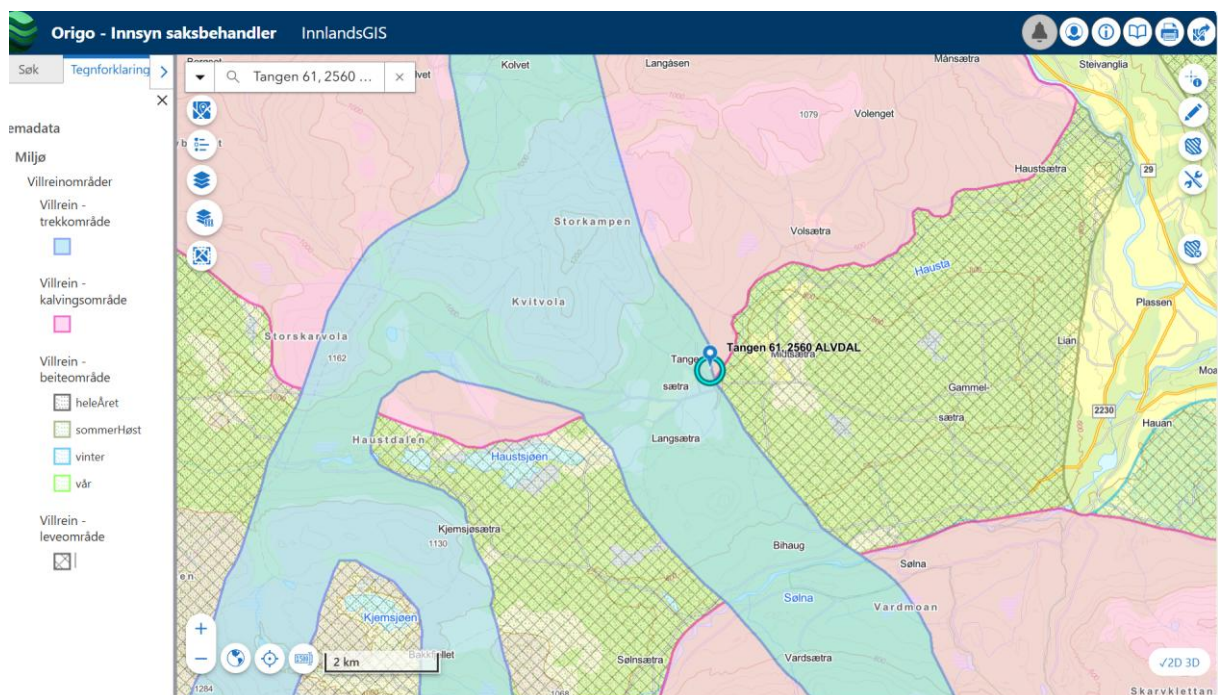 Origo - Innsyn saksbehandler InnlandsGIS
Søk Tegnforklaring
Tangen 61, 2560 ...
emadata
Miljø
Villreinområder
Villrein -
trekkområde
Villrein -
kalvingsområde
Villrein -
beiteområde
heleÅret
sommerHøst
vinter
vår
Villrein -
leveområde
Kolvet
Langåsen
Månsætra
Steivanglia
1079
Volenget
Haustsætra
29
Storkampen
Volsætra
Hausta
Kvitvola
Plassen
Storskarvola
1162
Tangen 61, 2560 ALVDAL
Midtsætra
Lian
Tangen
sætra
Gammel-
sætra
2230
Hauan
Haustdalen
Langsætra
Haustsjøen
Kjemsjøsætra
1130
Bihaug
Sølna
Sølna
Vardmoan
Kjemsjøen
2 km
Sølnsætra
Vardsætra
2D 3D
1284
1068
Skarvklettan